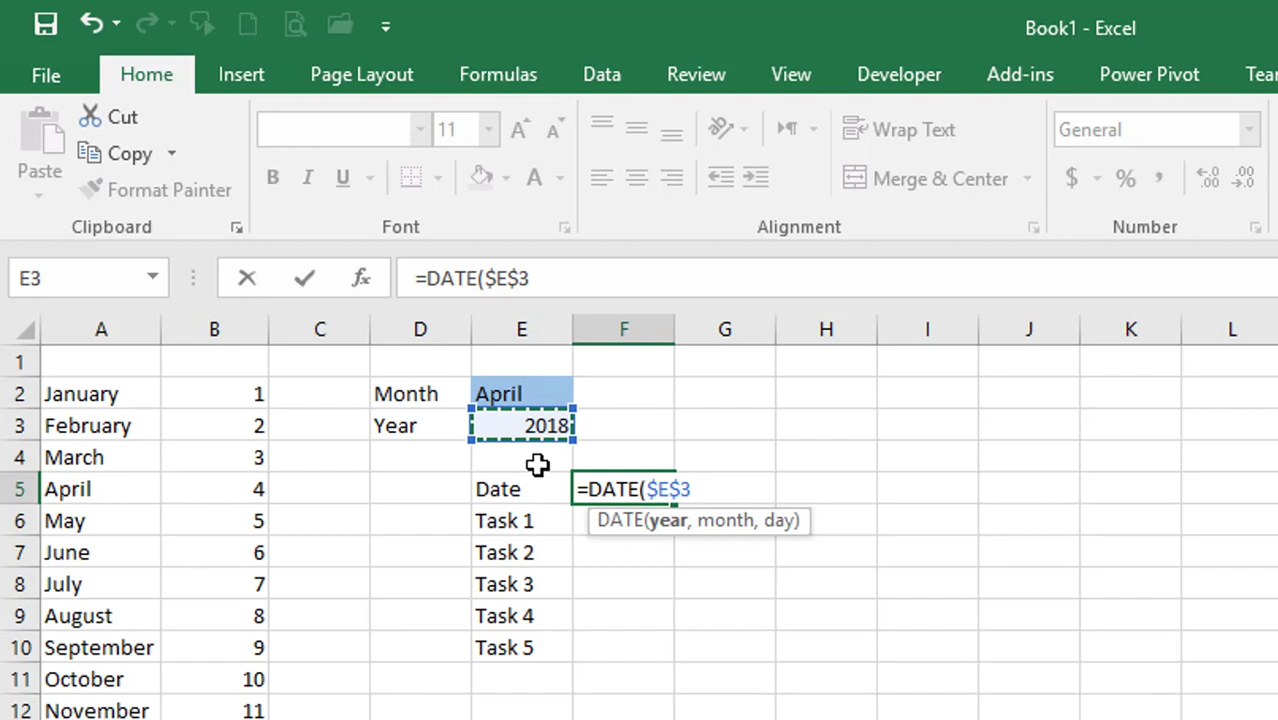 Book1 - Excel
File Home Insert Page Layout Formulas Data Review View Developer Add-ins Power Pivot
Cut
Copy
Format Painter
Paste
11
Wrap Text
Merge & Center
General
$ % ,
Clipboard Font Alignment Number
E3 fx =DATE($E$3
A B C D E F G H I J K L
1
2 January 1 Month April
3 February 2 Year 2018
4 March 3
5 April 4 Date =DATE($E$3
6 May 5 Task 1 DATE(year, month, day)
7 June 6 Task 2
8 July 7 Task 3
9 August 8 Task 4
10 September 9 Task 5
11 October 10
12 November 11